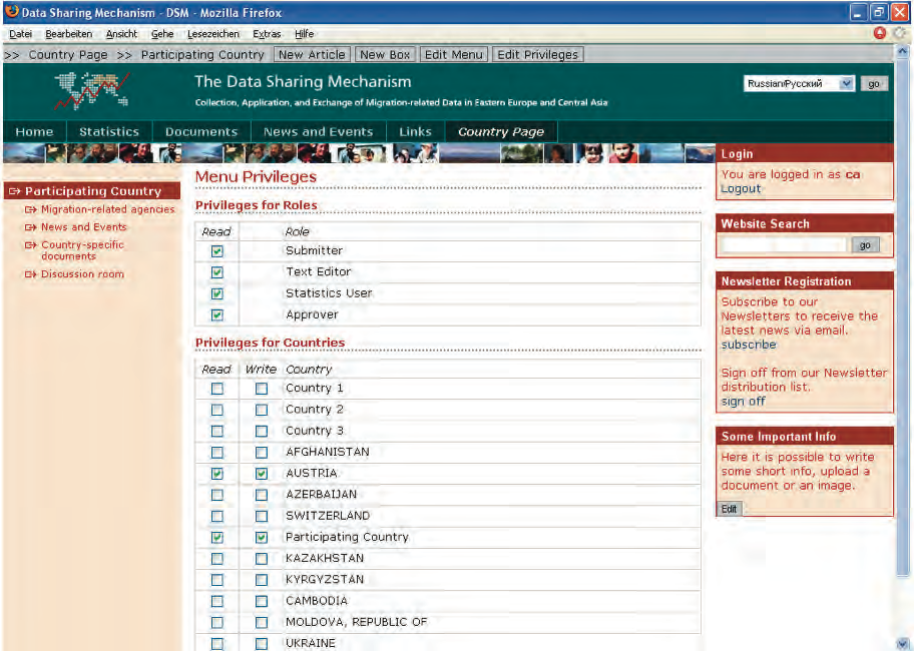 Data Sharing Mechanism - DSM - Mozilla Firefox
Datei Bearbeiten Ansicht Gehe Lesezeichen Extras Hilfe
>> Country Page >> Participating Country New Article New Box Edit Menu Edit Privileges
The Data Sharing Mechanism
Collection, Application, and Exchange of Migration-related Data in Eastern Europe and Central Asia
Russian/Русский go
Home Statistics Documents News and Events Links Country Page
Participating Country
Migration-related agencies
News and Events
Country-specific
documents
Discussion room
Menu Privileges
Privileges for Roles
Read Role
Submitter
Text Editor
Statistics User
Approver
Privileges for Countries
Read Write Country
Country 1
Country 2
Country 3
AFGHANISTAN
AUSTRIA
AZERBAIJAN
SWITZERLAND
Participating Country
KAZAKHSTAN
KYRGYZSTAN
CAMBODIA
MOLDOVA, REPUBLIC OF
UKRAINE
Login
You are logged in as ca
Logout
Website Search
go
Newsletter Registration
Subscribe to our
Newsletters to receive the
latest news via email.
subscribe
Sign off from our Newsletter
distribution list.
sign off
Some Important Info
Here it is possible to write
some short info, upload a
document or an image.
Edit